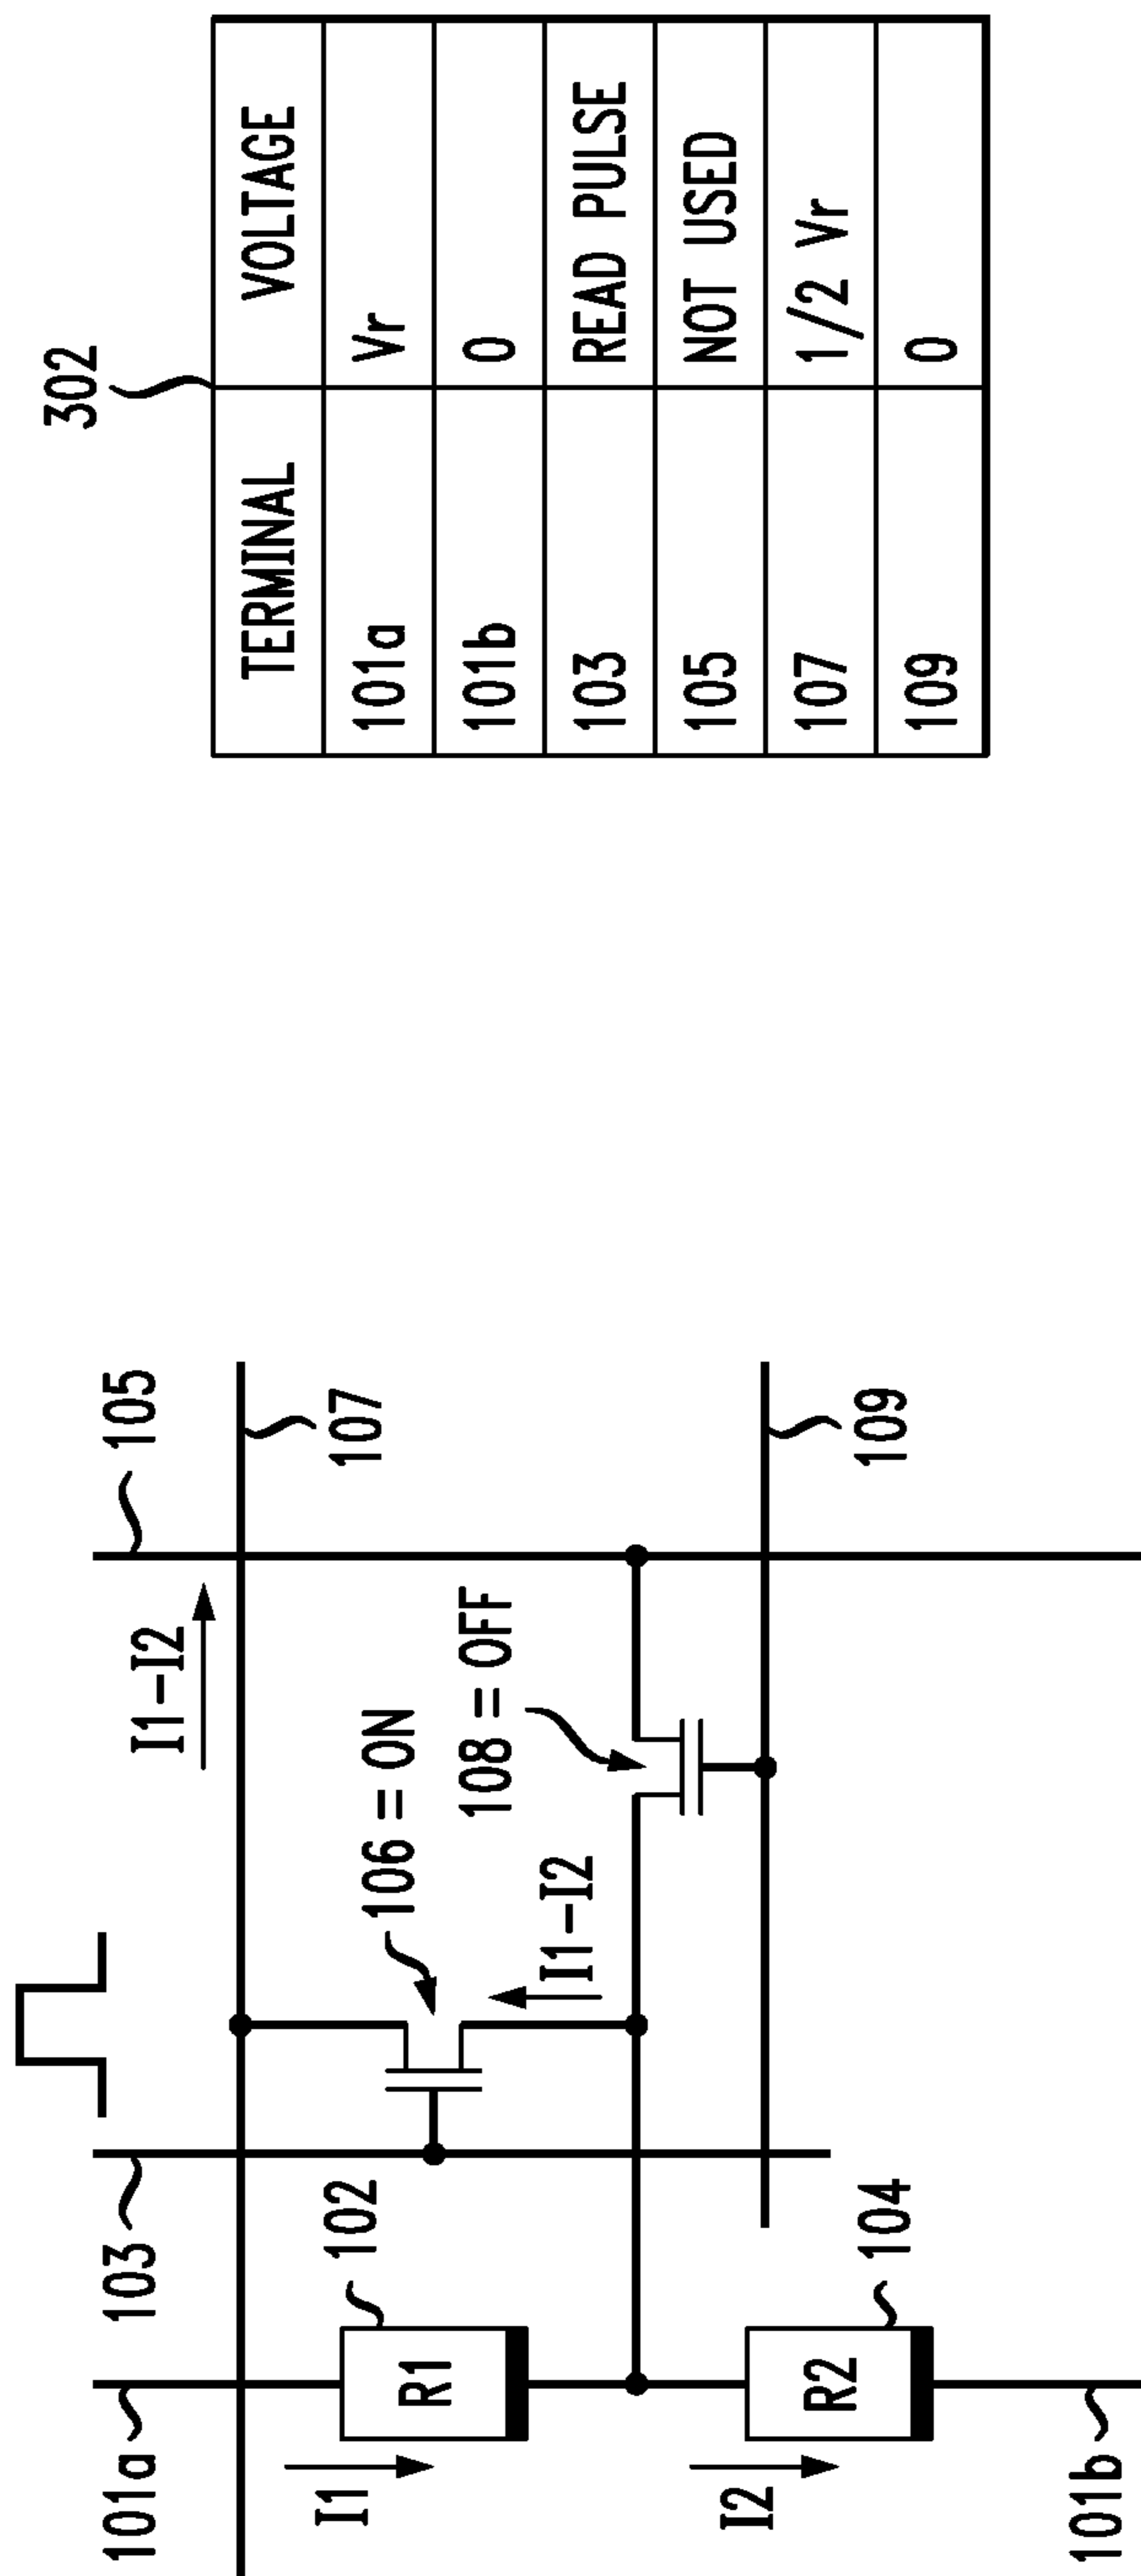 101a
103
105
I1-I2
107
I1
R1
102
106 = ON
108 = OFF
I1-I2
I2
R2
104
109
101b
302
TERMINAL VOLTAGE
101a Vr
101b 0
103 READ PULSE
105 NOT USED
107 1/2 Vr
109 0